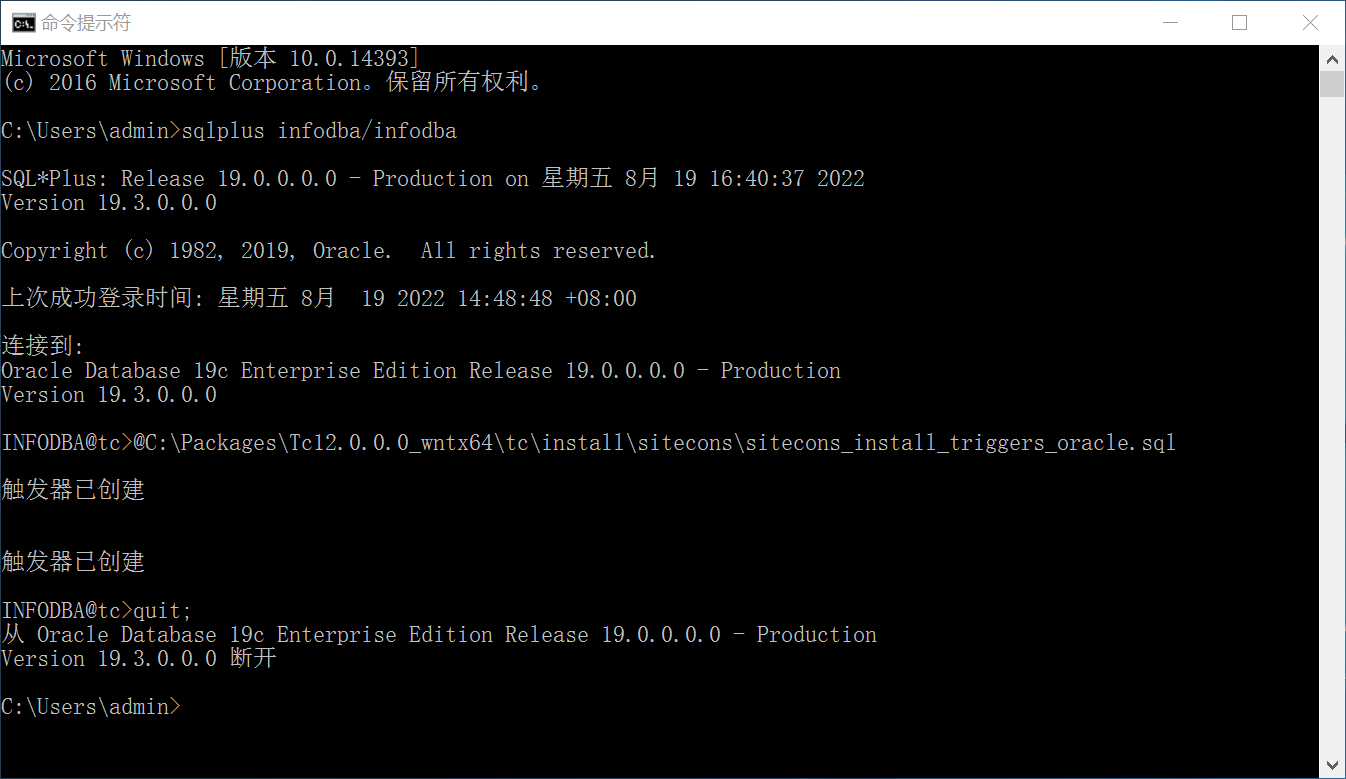 命令提示符
Microsoft Windows [版本 10.0.14393]
(c) 2016 Microsoft Corporation。保留所有权利。
C:\Users\admin>sqlplus infodba/infodba
SQL*Plus: Release 19.0.0.0.0 - Production on 星期五 8月 19 16:40:37 2022
Version 19.3.0.0.0
Copyright (c) 1982, 2019, Oracle.  All rights reserved.
上次成功登录时间: 星期五 8月  19 2022 14:48:48 +08:00
连接到:
Oracle Database 19c Enterprise Edition Release 19.0.0.0.0 - Production
Version 19.3.0.0.0
INFODBA@tc>@C:\Packages\Tc12.0.0.0_wntx64\tc\install\sitecons\sitecons_install_triggers_oracle.sql
触发器已创建
触发器已创建
INFODBA@tc>quit;
从 Oracle Database 19c Enterprise Edition Release 19.0.0.0.0 - Production
Version 19.3.0.0.0 断开
C:\Users\admin>